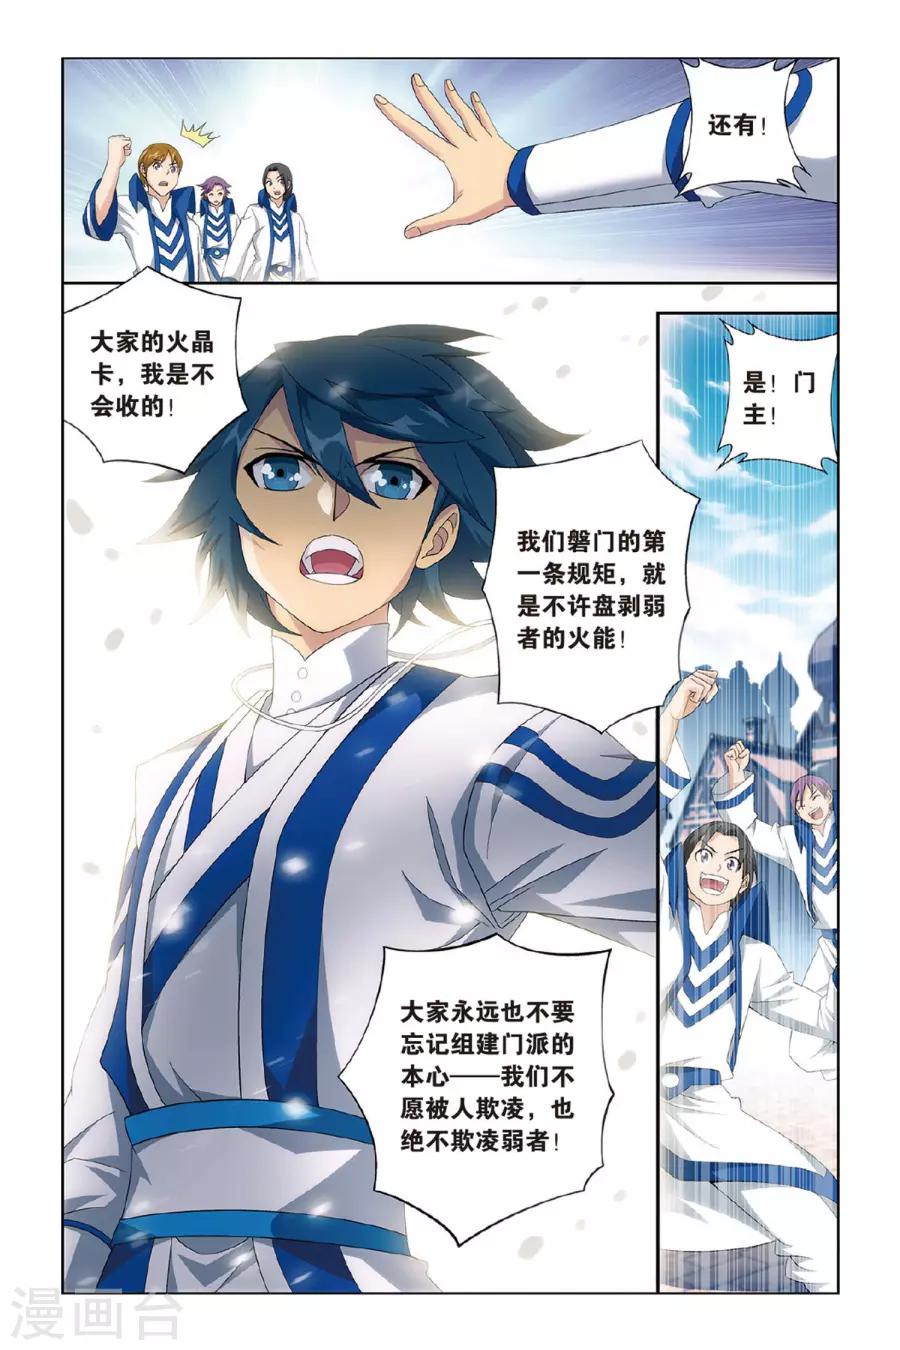 还有！
大家的火晶
卡，我是不
会收的！
我们磐门的第
一条规矩，就
是不许盘剥弱
者的火能！
是！门
主！
大家永远也不要
忘记组建门派的
本心——我们不
愿被人欺凌，也
绝不欺凌弱者！
漫画台